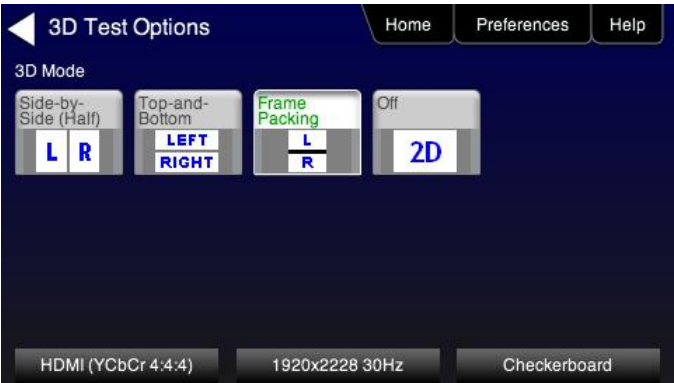 3D Test Options
Home
Preferences
Help
3D Mode
Side-by-
Side (Half)
L R
Top-and-
Bottom
LEFT
RIGHT
Frame
Packing
L
R
Off
2D
HDMI (YCbCr 4:4:4)
1920x2228 30Hz
Checkerboard